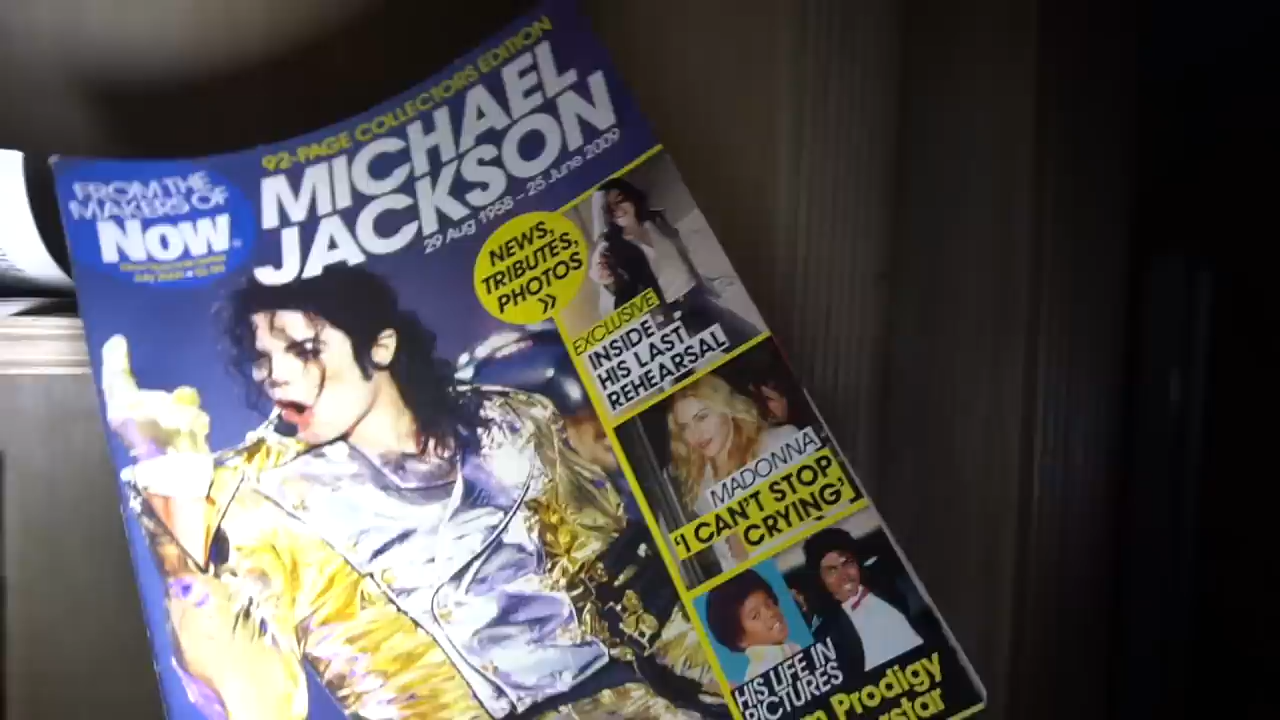 92-PAGE COLLECTORS EDITION
MICHAEL
JACKSON
29 Aug 1958 – 25 June 2009
FROM THE
MAKERS OF
NOW
NEWS,
TRIBUTES,
PHOTOS
»
EXCLUSIVE
INSIDE
HIS LAST
REHEARSAL
MADONNA
'I CAN'T STOP
CRYING'
HIS LIFE IN
PICTURES
Prodigy